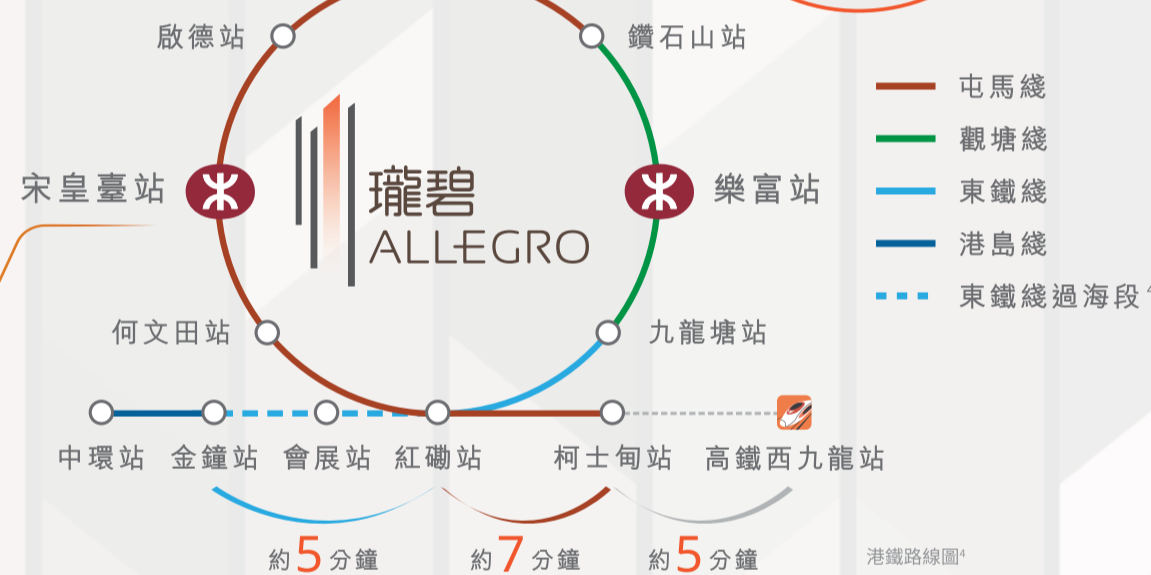 啟德站
鑽石山站
屯馬綫
觀塘綫
東鐵綫
港島綫
東鐵綫過海段
宋皇臺站
瓏碧
ALLEGRO
樂富站
何文田站
九龍塘站
中環站 金鐘站 會展站 紅磡站 柯士甸站 高鐵西九龍站
約5分鐘 約7分鐘 約5分鐘
港鐵路線圖4